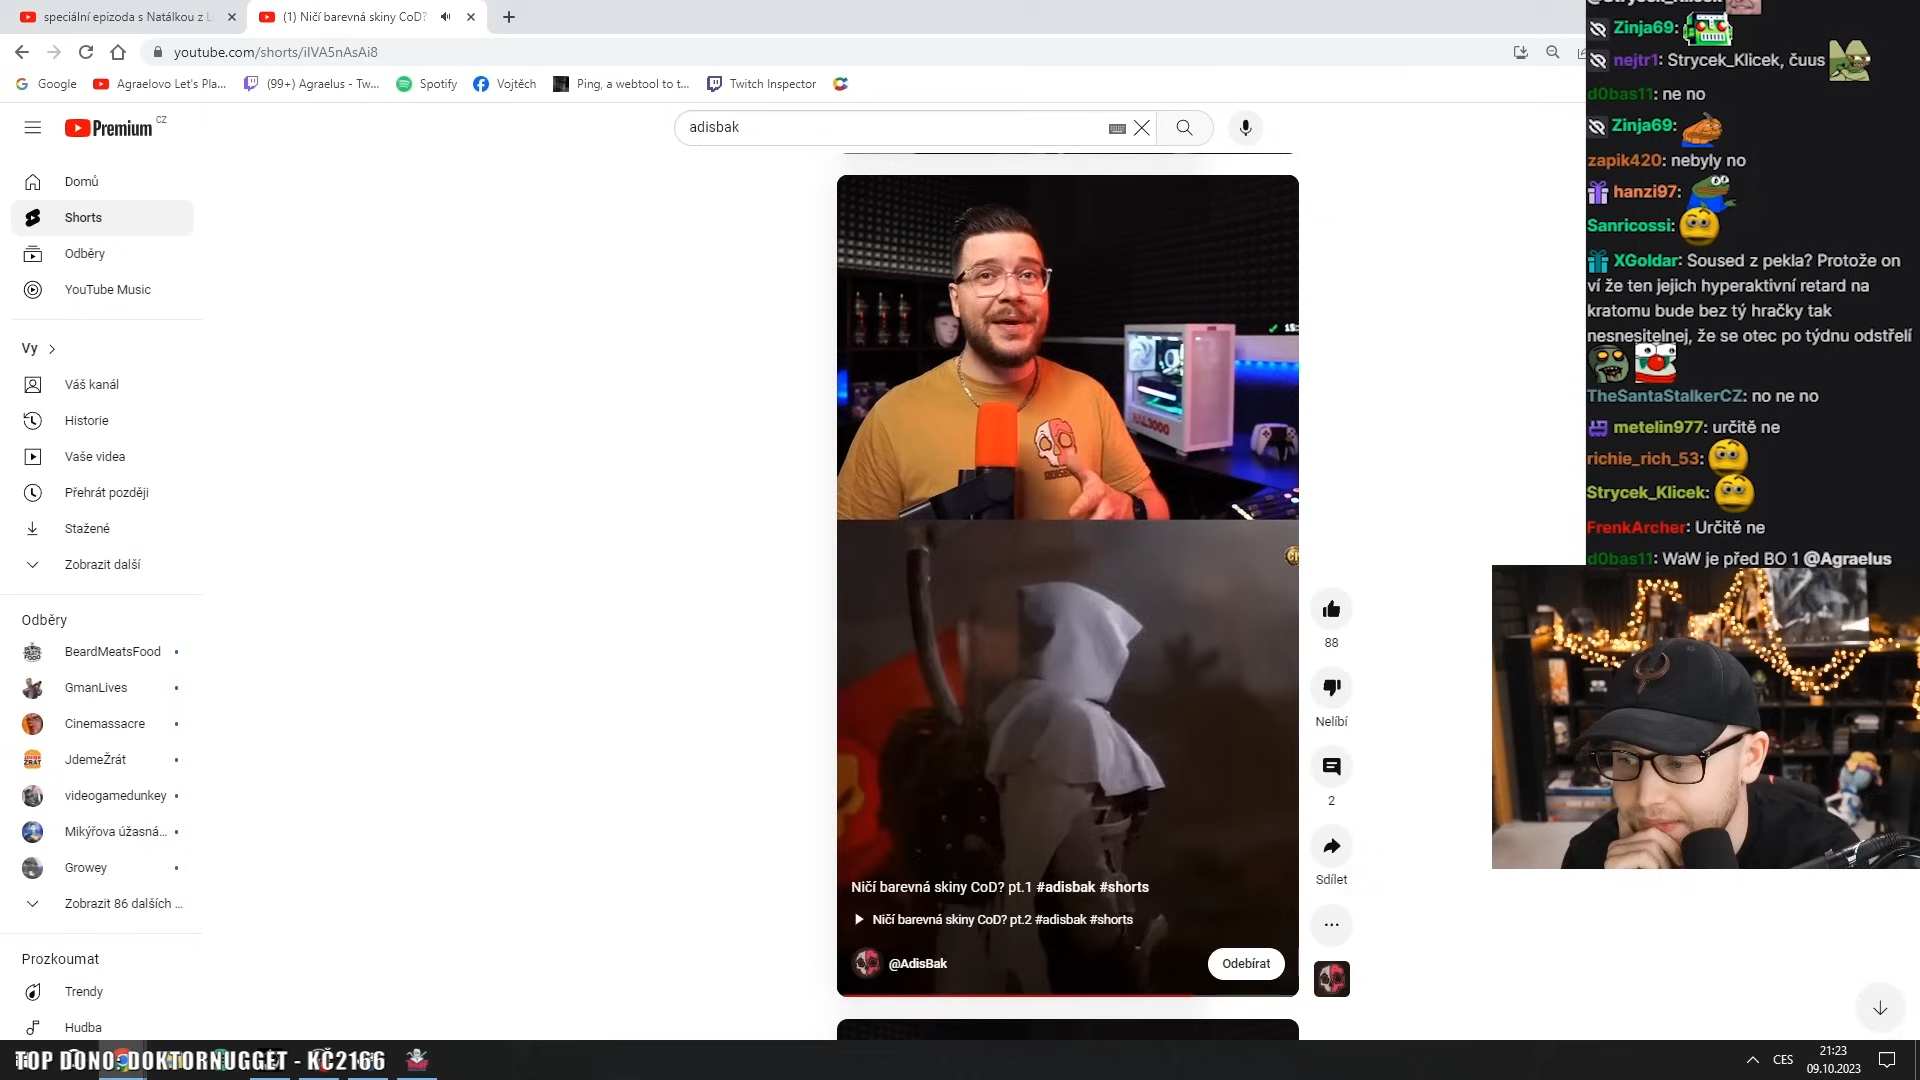 speciální epizoda s Natálkou z
(1) Ničí barevná skiny CoD?
youtube.com/shorts/iIVA5nAsAi8
Google
Agraelovo Let's Pla...
(99+) Agraelus - Tw...
Spotify
Vojtěch
Ping, a webtool to t...
Twitch Inspector
Premium CZ
adisbak
Domů
Shorts
Odběry
YouTube Music
Vy
Váš kanál
Historie
Vaše videa
Přehrát později
Stažené
Zobrazit další
Odběry
BeardMeatsFood
GmanLives
Cinemassacre
JdemeŽrát
videogamedunkey
Mikýřova úžasná...
Growey
Zobrazit 86 dalších ...
Prozkoumat
Trendy
Hudba
HAL3000
Ničí barevná skiny CoD? pt.1 #adisbak #shorts
Ničí barevná skiny CoD? pt.2 #adisbak #shorts
@AdisBak
Odebírat
88
Nelíbí
2
Sdílet
@Strycek_Klicek
Zinja69:
nejtr1: Strycek_Klicek, čuus
d0bas11: ne no
Zinja69:
zapik420: nebyly no
hanzi97:
Sanricossi:
XGoldar: Soused z pekla? Protože on
ví že ten jejich hyperaktivní retard na
kratomu bude bez tý hračky tak
nesnesitelnej, že se otec po týdnu odstřelí
TheSantaStalkerCZ: no ne no
metelin977: určitě ne
richie_rich_53:
Strycek_Klicek:
FrenkArcher: Určitě ne
d0bas11: WaW je před BO 1 @Agraelus
TOP DONO: DOKTORNUGGET - KČ2166
CES
21:23
09.10.2023